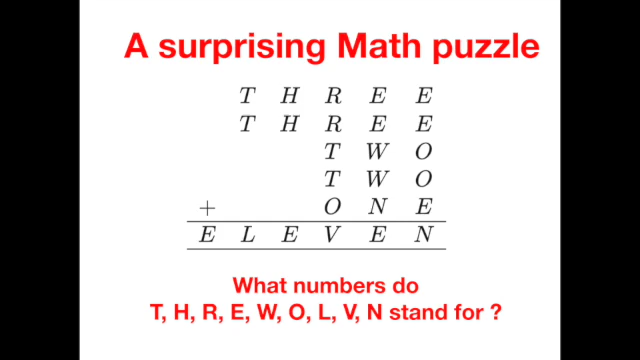 A surprising Math puzzle
T H R E E
T H R E E
T W O
T W O
+ O N E
E L E V E N
What numbers do
T, H, R, E, W, O, L, V, N stand for ?